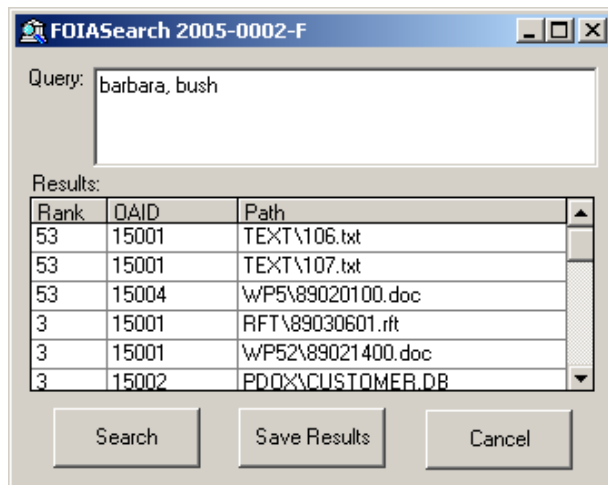 FOIASearch 2005-0002-F
Query: barbara, bush
Results:
Rank OAID Path
53 15001 TEXT\106.txt
53 15001 TEXT\107.txt
53 15004 WP5\89020100.doc
3 15001 RFT\89030601.rft
3 15001 WP52\89021400.doc
3 15002 PDOX\CUSTOMER.DB
Search Save Results Cancel